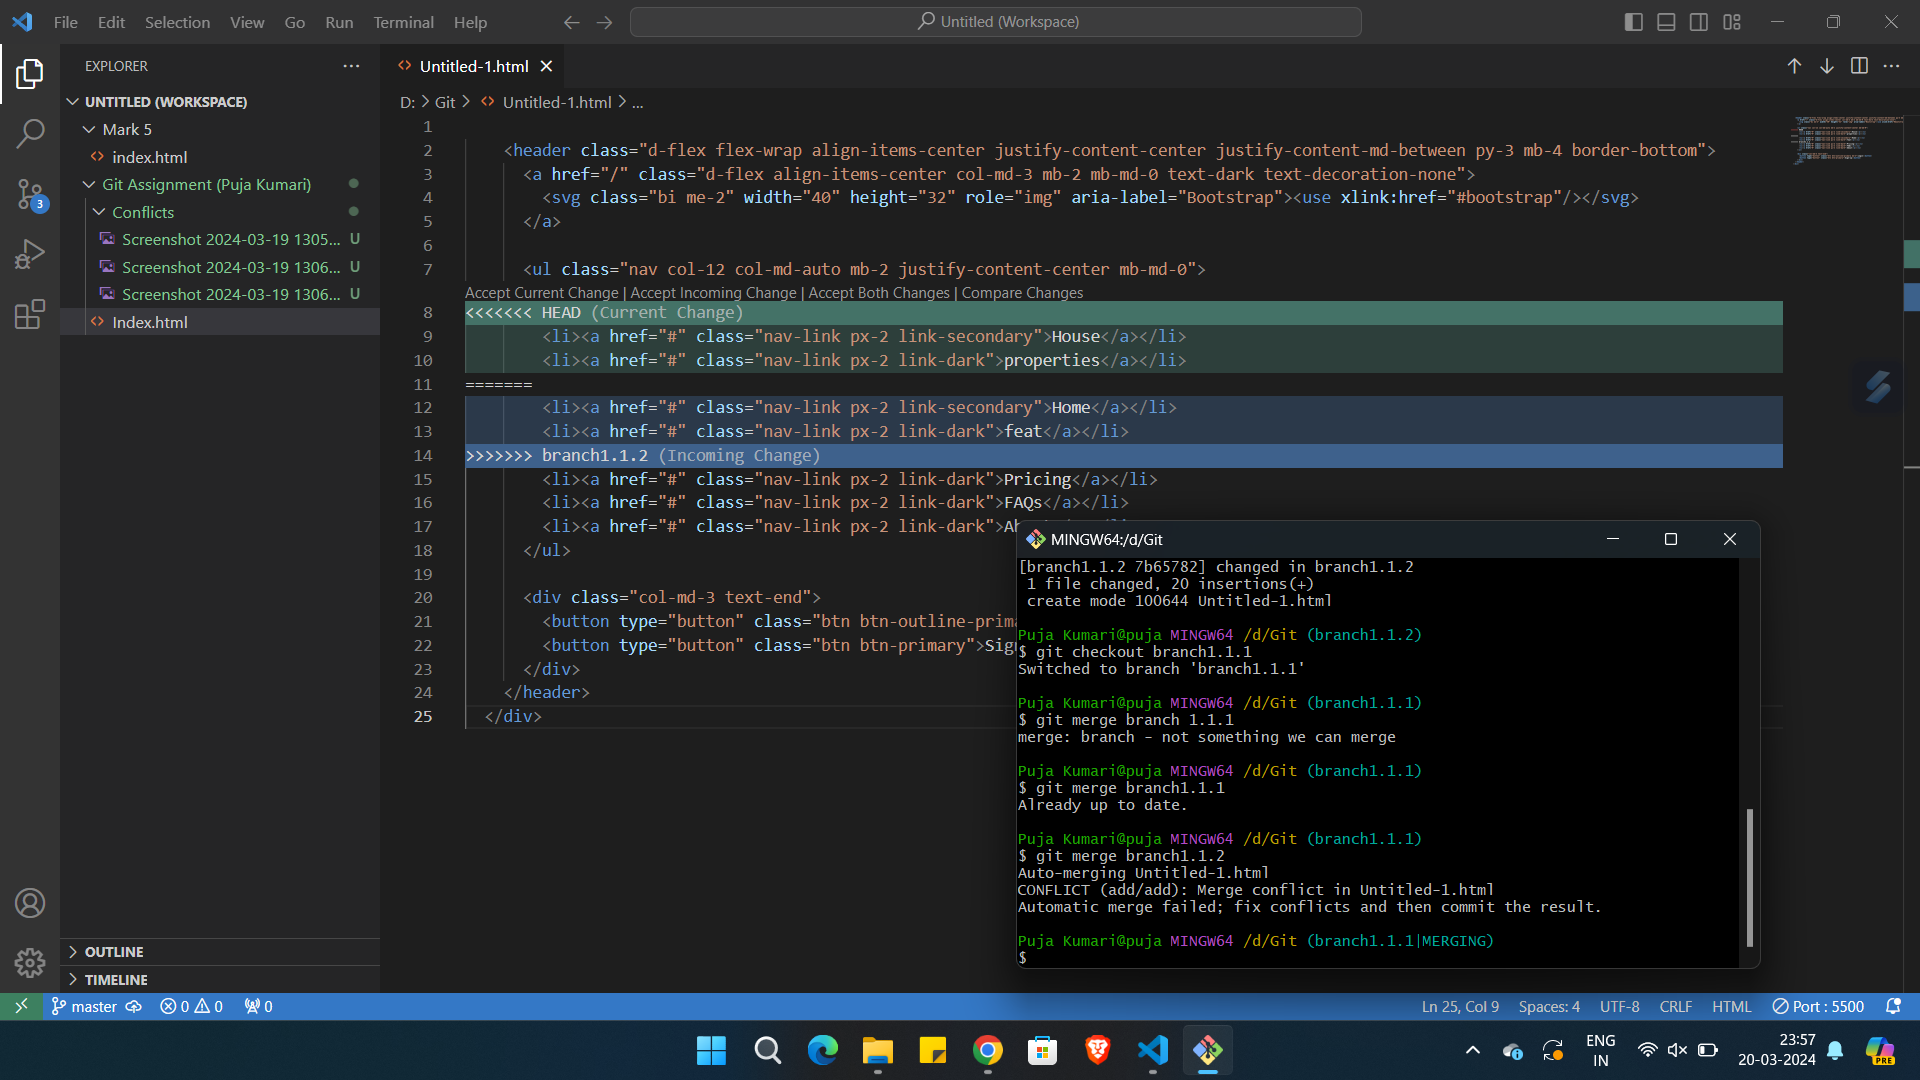 File Edit Selection View Go Run Terminal Help
Untitled (Workspace)
EXPLORER
UNTITLED (WORKSPACE)
Mark 5
index.html
Git Assignment (Puja Kumari)
Conflicts
Screenshot 2024-03-19 1305... U
Screenshot 2024-03-19 1306... U
Screenshot 2024-03-19 1306... U
Index.html
OUTLINE
TIMELINE
3
Untitled-1.html
D: > Git > Untitled-1.html > ...
1
2 <header class="d-flex flex-wrap align-items-center justify-content-center justify-content-md-between py-3 mb-4 border-bottom">
3 <a href="/" class="d-flex align-items-center col-md-3 mb-2 mb-md-0 text-dark text-decoration-none">
4 <svg class="bi me-2" width="40" height="32" role="img" aria-label="Bootstrap"><use xlink:href="#bootstrap"/></svg>
5 </a>
6
7 <ul class="nav col-12 col-md-auto mb-2 justify-content-center mb-md-0">
Accept Current Change | Accept Incoming Change | Accept Both Changes | Compare Changes
8 <<<<<<< HEAD (Current Change)
9 <li><a href="#" class="nav-link px-2 link-secondary">House</a></li>
10 <li><a href="#" class="nav-link px-2 link-dark">properties</a></li>
11 =======
12 <li><a href="#" class="nav-link px-2 link-secondary">Home</a></li>
13 <li><a href="#" class="nav-link px-2 link-dark">feat</a></li>
14 >>>>>>> branch1.1.2 (Incoming Change)
15 <li><a href="#" class="nav-link px-2 link-dark">Pricing</a></li>
16 <li><a href="#" class="nav-link px-2 link-dark">FAQs</a></li>
17 <li><a href="#" class="nav-link px-2 link-dark">
18 </ul>
19
20 <div class="col-md-3 text-end">
21 <button type="button" class="btn btn-outline-prima
22 <button type="button" class="btn btn-primary">Sig
23 </div>
24 </header>
25 </div>
MINGW64:/d/Git
[branch1.1.2 7b65782] changed in branch1.1.2
1 file changed, 20 insertions(+)
create mode 100644 Untitled-1.html
Puja Kumari@puja MINGW64 /d/Git (branch1.1.2)
$ git checkout branch1.1.1
Switched to branch 'branch1.1.1'
Puja Kumari@puja MINGW64 /d/Git (branch1.1.1)
$ git merge branch 1.1.1
merge: branch - not something we can merge
Puja Kumari@puja MINGW64 /d/Git (branch1.1.1)
$ git merge branch1.1.1
Already up to date.
Puja Kumari@puja MINGW64 /d/Git (branch1.1.1)
$ git merge branch1.1.2
Auto-merging Untitled-1.html
CONFLICT (add/add): Merge conflict in Untitled-1.html
Automatic merge failed; fix conflicts and then commit the result.
Puja Kumari@puja MINGW64 /d/Git (branch1.1.1|MERGING)
$
master 0 0 0 Ln 25, Col 9 Spaces: 4 UTF-8 CRLF HTML Port : 5500
ENG
IN
23:57
20-03-2024
PRE